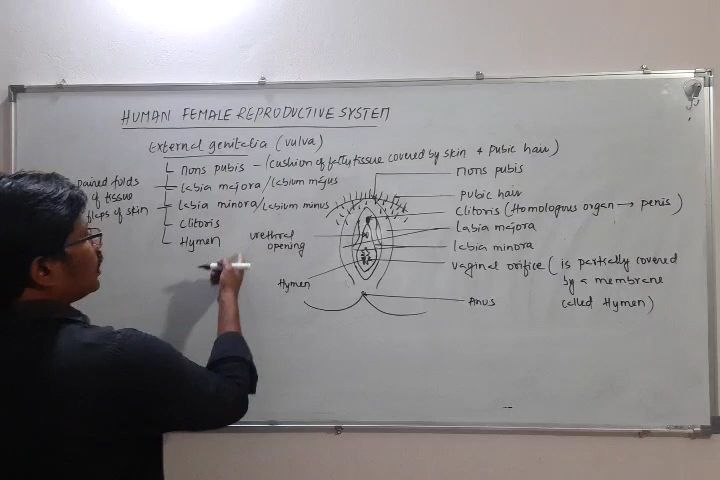 HUMAN FEMALE REPRODUCTIVE SYSTEM
External genitalia (vulva)
mons pubis - (cushion of fatty tissue covered by skin + pubic hair)
labia majora / labium majus
labia minora / labium minus
clitoris
Hymen
paired folds
of tissue
flaps of skin
urethral
opening
Hymen
mons pubis
pubic hair
clitoris (Homologous organ → penis)
labia majora
labia minora
vaginal orifice (is partially covered
by a membrane
called Hymen)
Anus